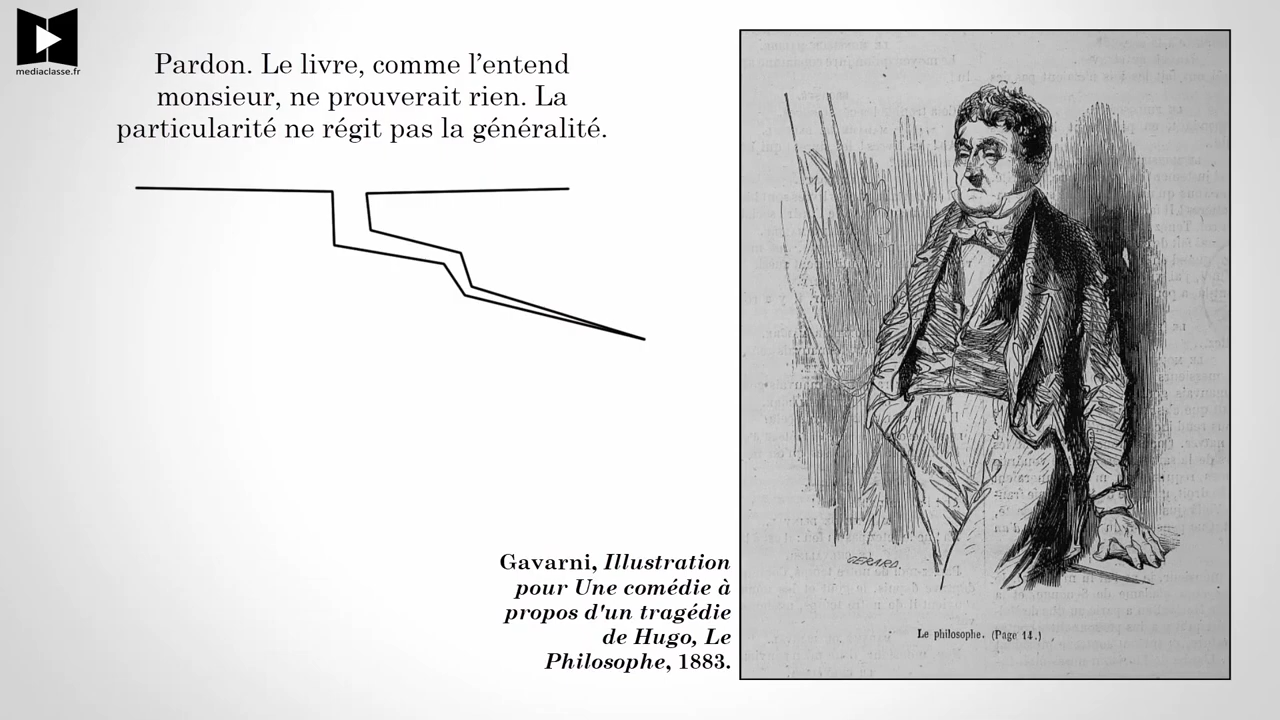 mediaclasse.fr
Pardon. Le livre, comme l’entend
monsieur, ne prouverait rien. La
particularité ne régit pas la généralité.
Gavarni, Illustration
pour Une comédie à
propos d'un tragédie
de Hugo, Le
Philosophe, 1883.
GERARD.
Le philosophe. (Page 14.)